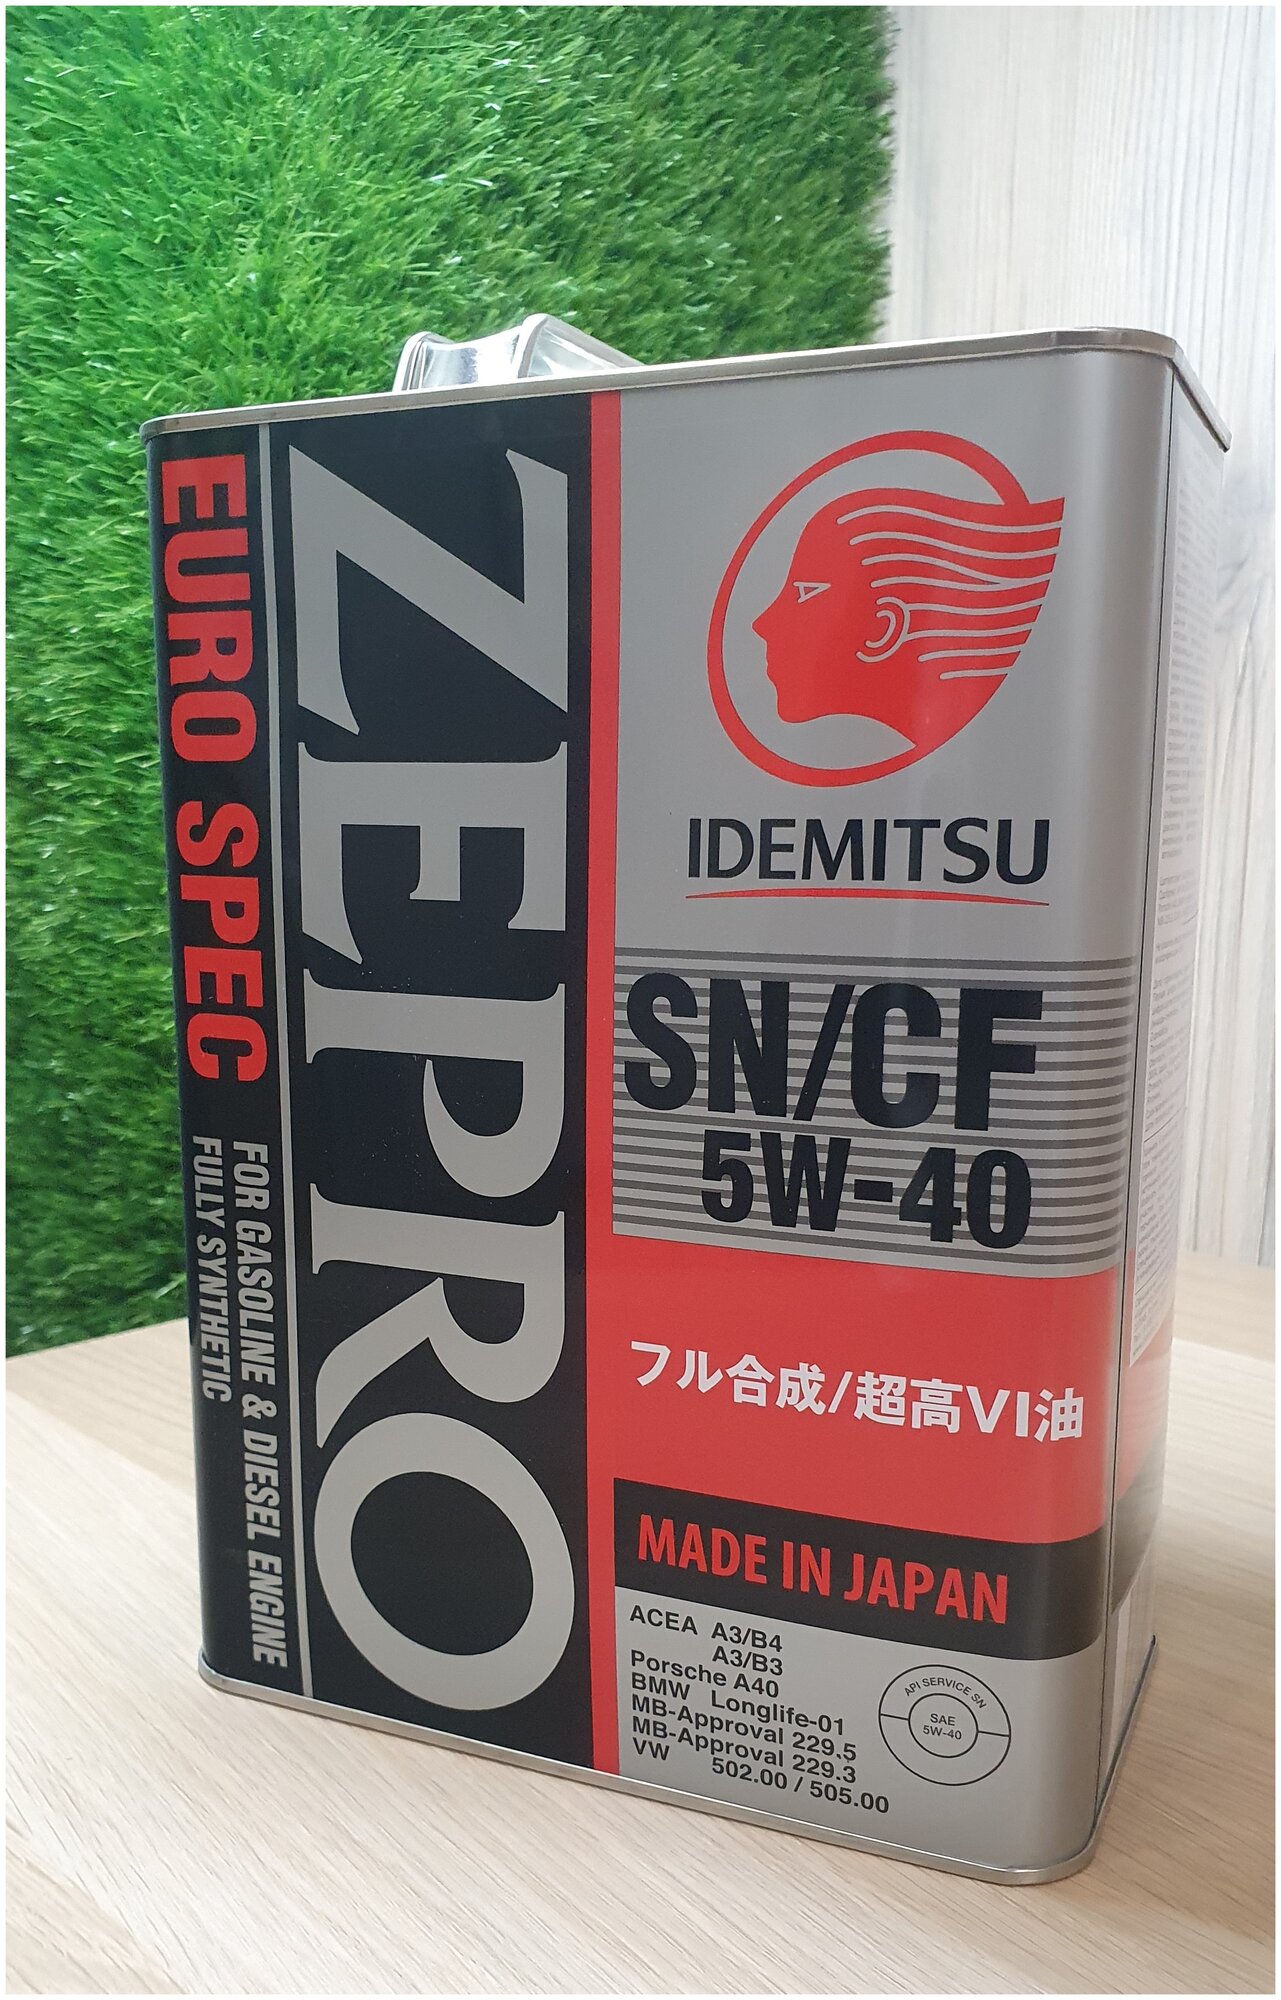 EURO SPEC
FOR GASOLINE & DIESEL ENGINE
FULLY SYNTHETIC
ZEPRO
IDEMITSU
SN/CF
5W-40
フル合成/超高VI油
MADE IN JAPAN
ACEA A3/B4
A3/B3
Porsche A40
BMW Longlife-01
MB-Approval 229.5
MB-Approval 229.3
VW 502.00 / 505.00
API SERVICE SN
SAE
5W-40